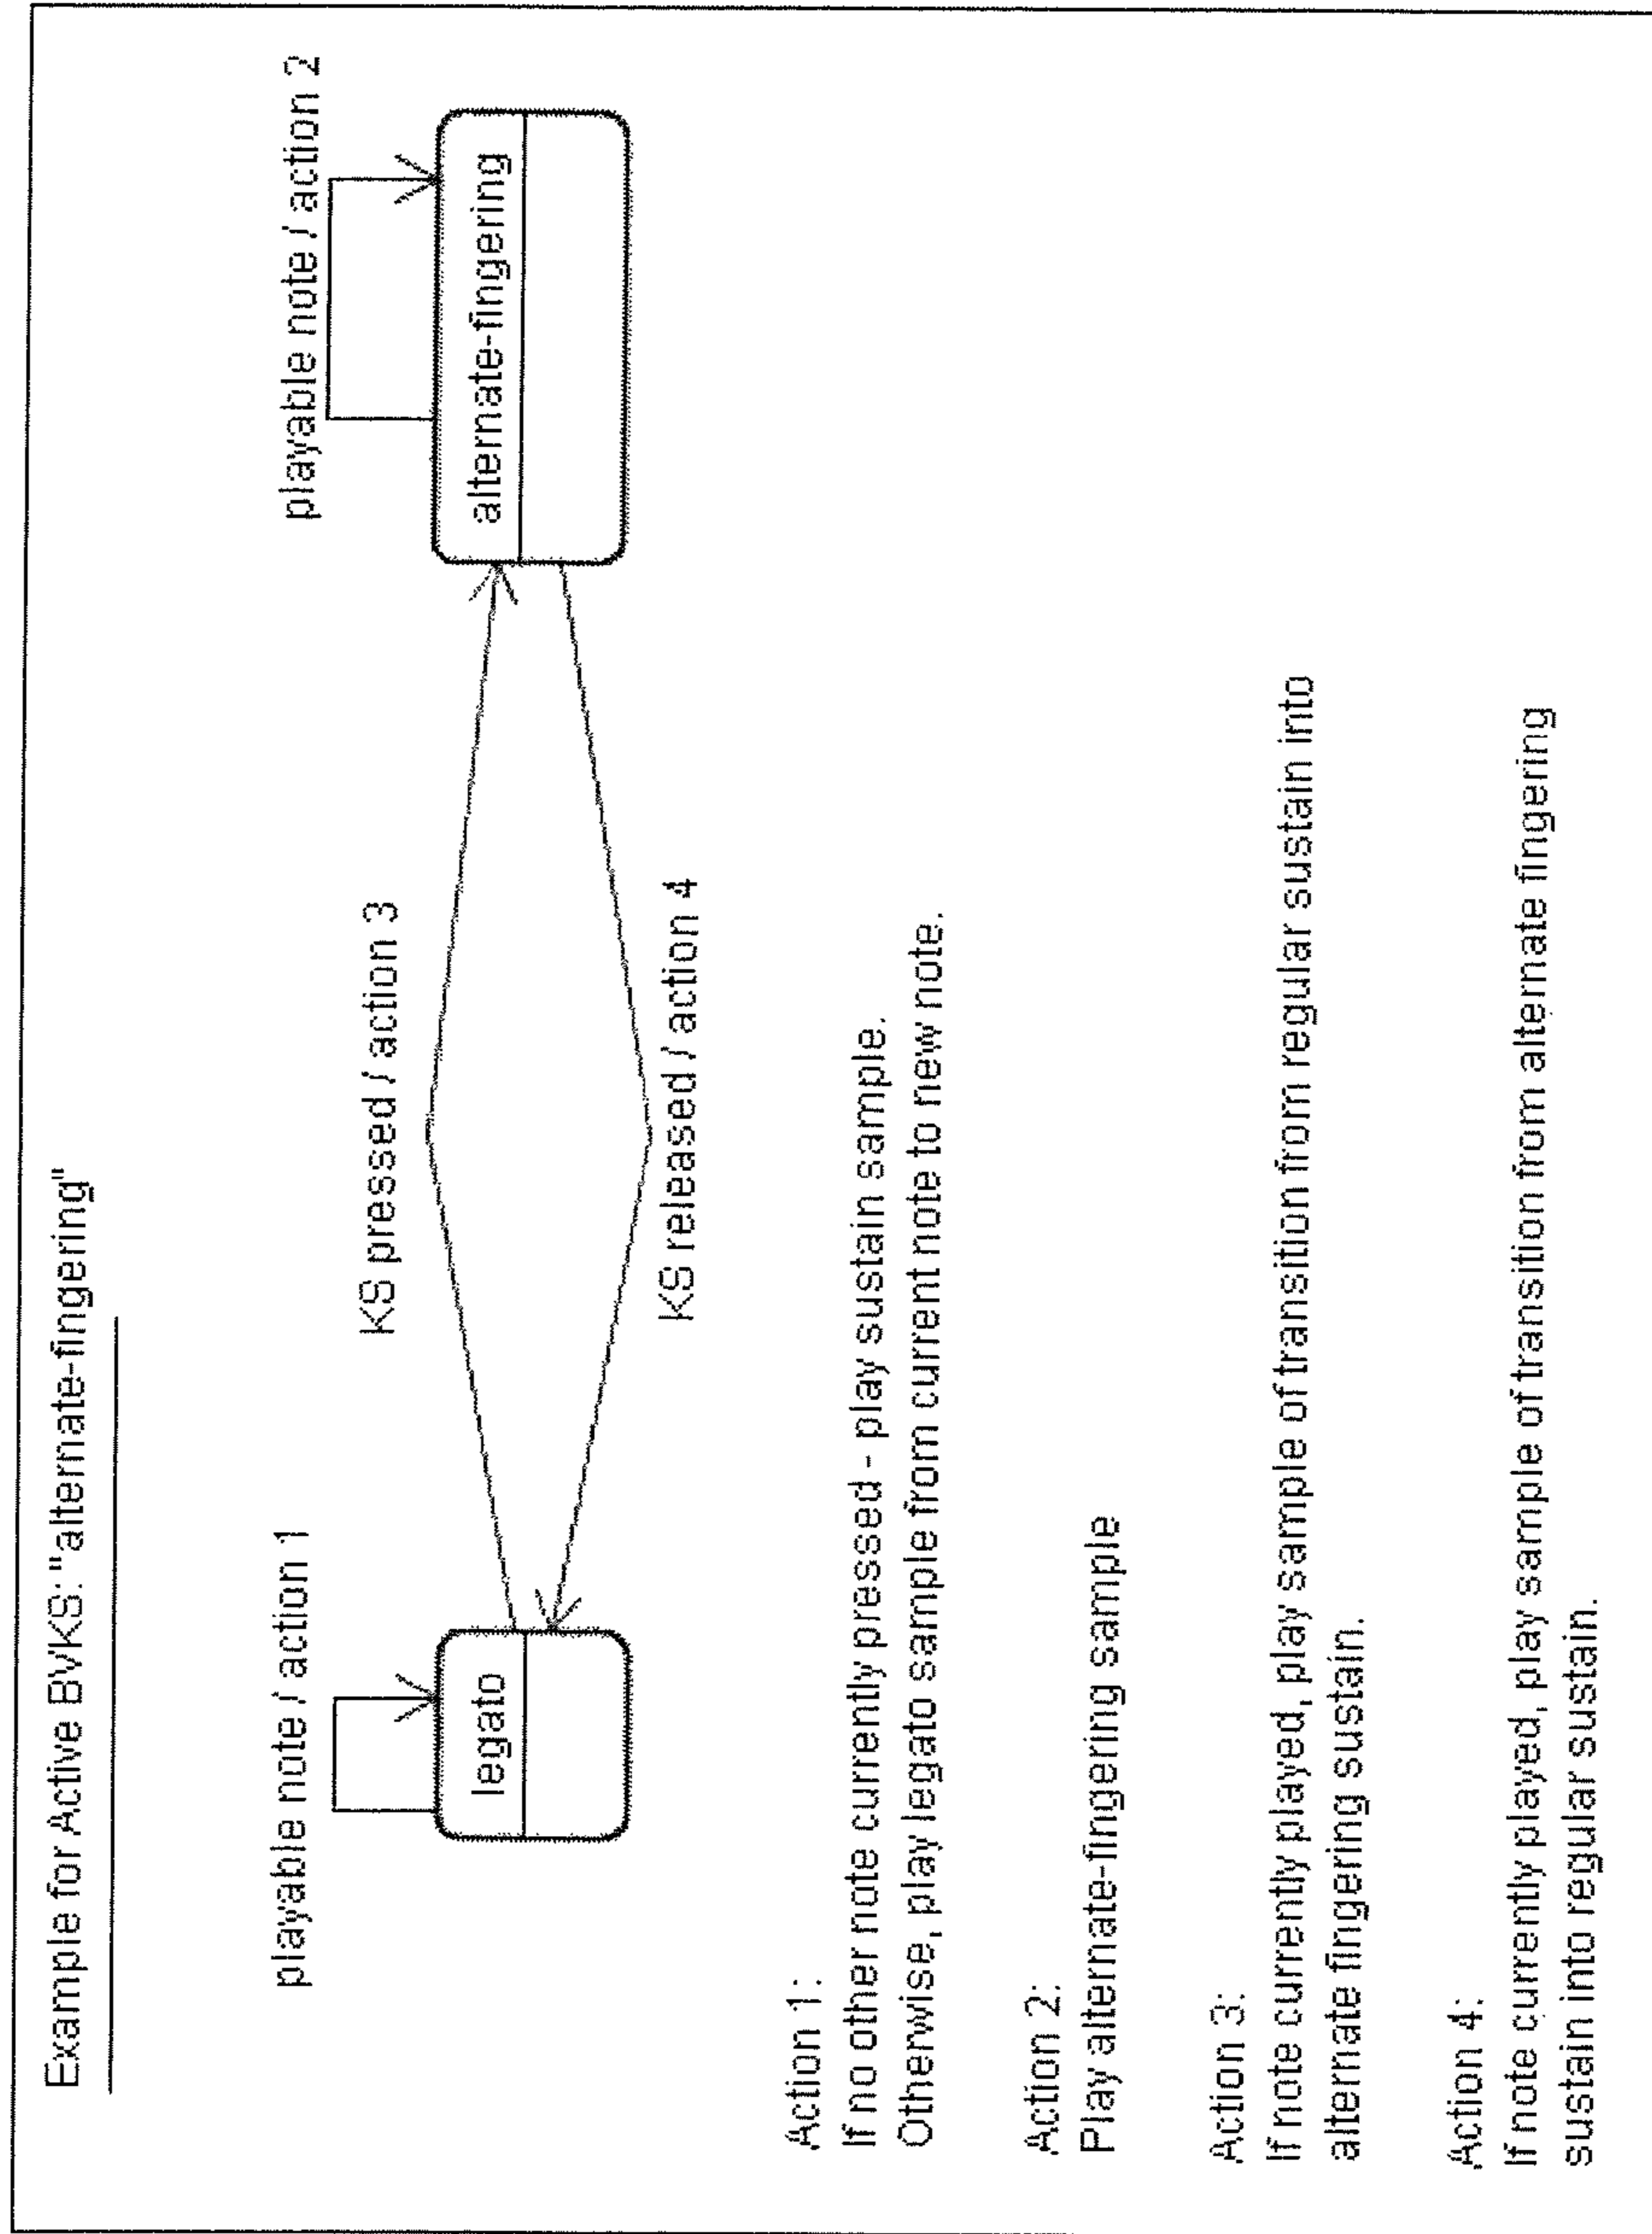 Example for Active BVKS: "alternate-fingering"
playable note / action 1
playable note / action 2
KS pressed / action 3
legato
alternate-fingering
KS released / action 4
Action 1:
If no other note currently pressed - play sustain sample.
Otherwise, play legato sample from current note to new note.
Action 2:
Play alternate-fingering sample
Action 3:
If note currently played, play sample of transition from regular sustain into
alternate fingering sustain.
Action 4:
If note currently played, play sample of transition from alternate fingering
sustain into regular sustain.